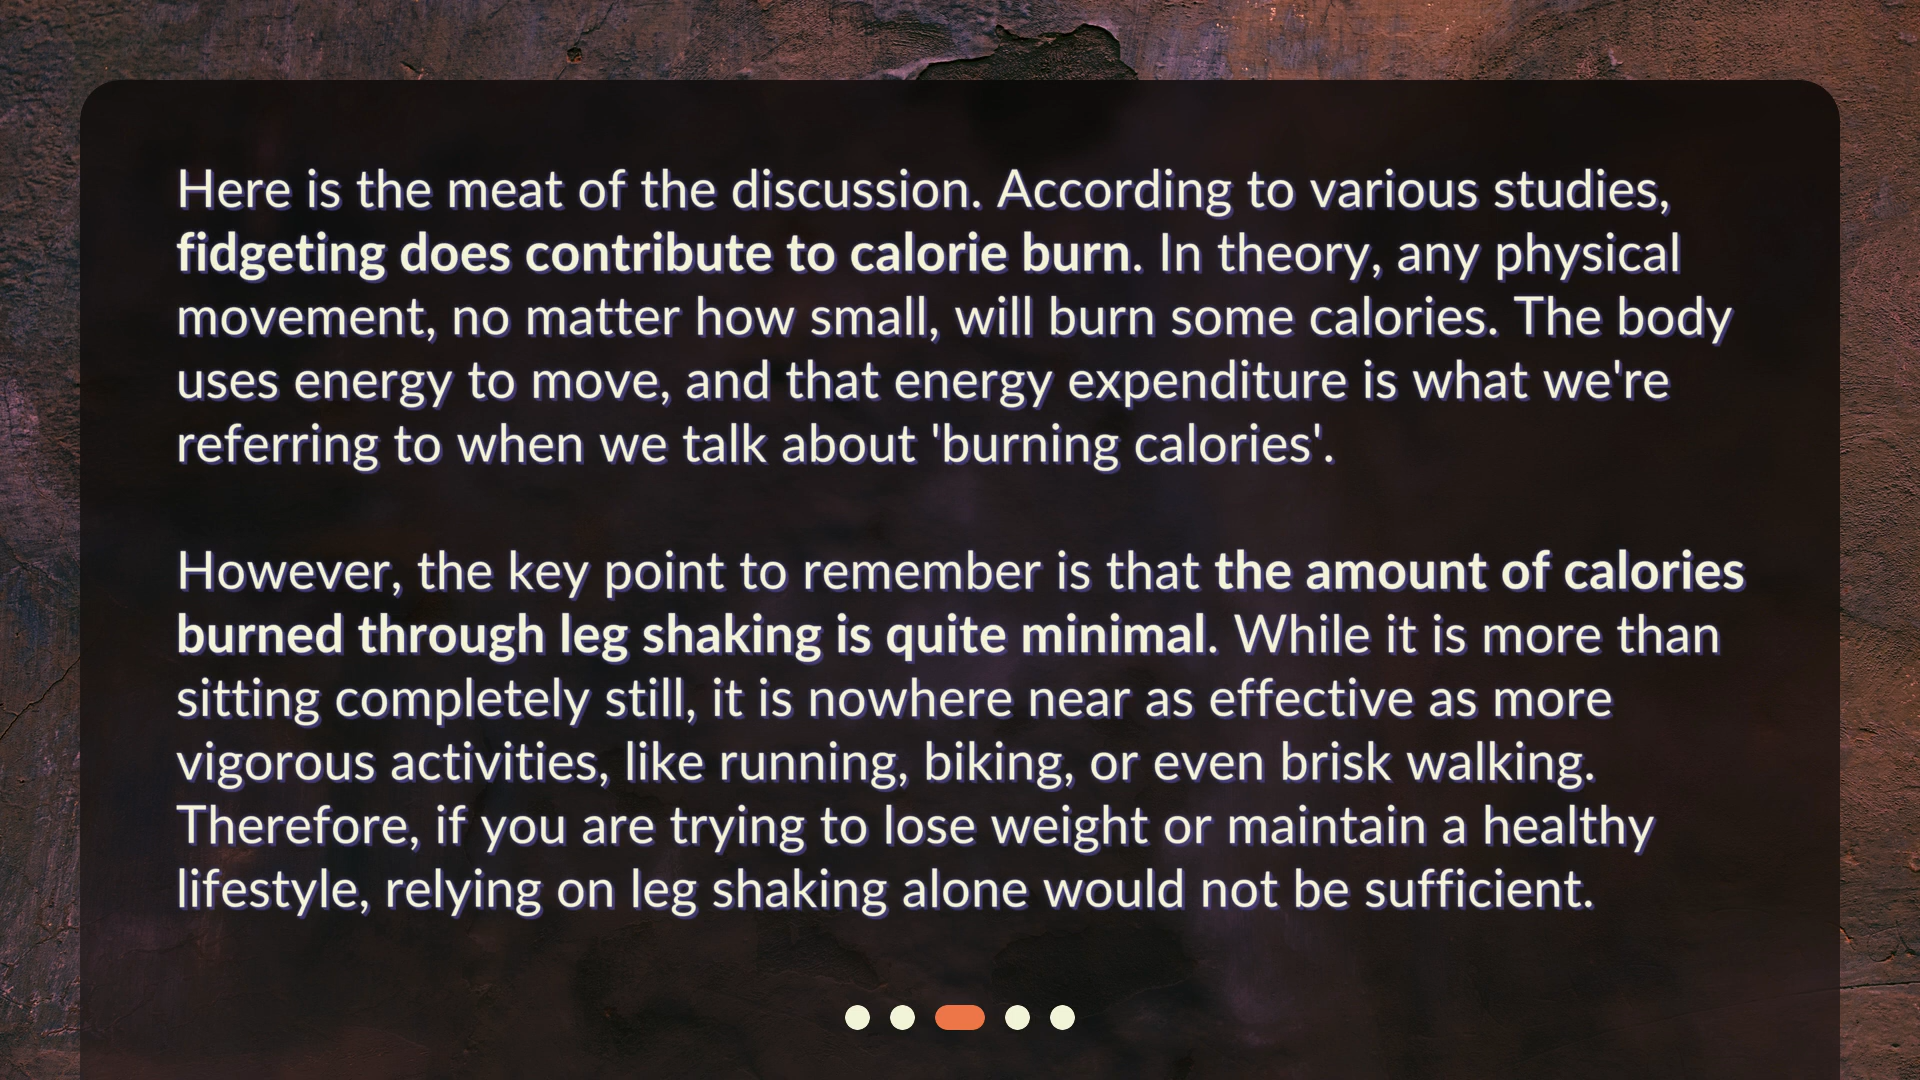 Here is the meat of the discussion. According to various studies,
fidgeting does contribute to calorie burn. In theory, any physical
movement, no matter how small, will burn some calories. The body
uses energy to move, and that energy expenditure is what we're
referring to when we talk about 'burning calories'.
However, the key point to remember is that the amount of calories
burned through leg shaking is quite minimal. While it is more than
sitting completely still, it is nowhere near as effective as more
vigorous activities, like running, biking, or even brisk walking.
Therefore, if you are trying to lose weight or maintain a healthy
lifestyle, relying on leg shaking alone would not be sufficient.